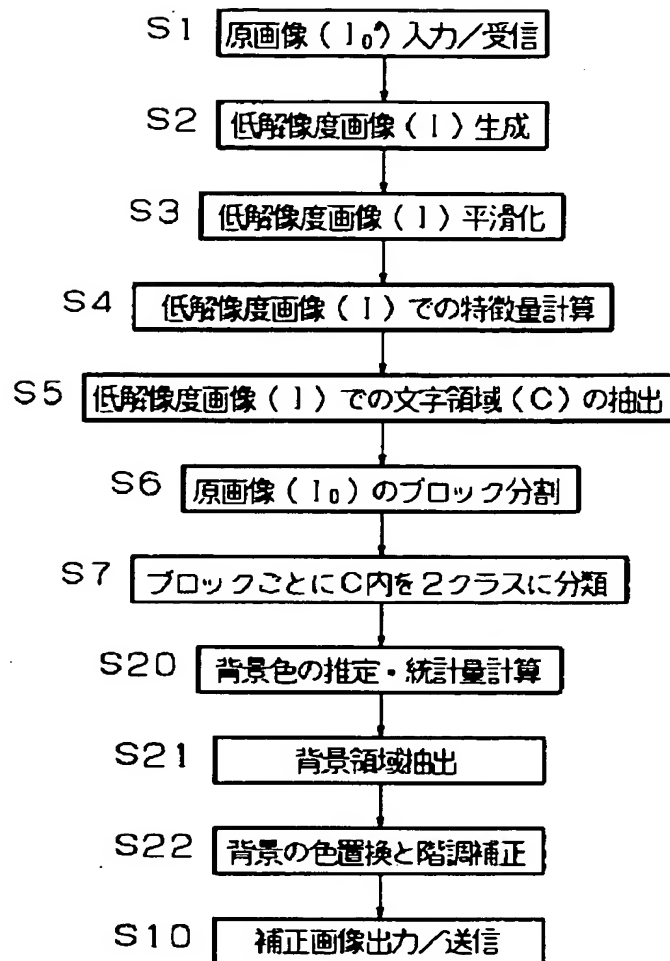 S1 原画像(I₀)入力/受信
S2 低解像度画像(I)生成
S3 低解像度画像(I)平滑化
S4 低解像度画像(I)での特徴量計算
S5 低解像度画像(I)での文字領域(C)の抽出
S6 原画像(I₀)のブロック分割
S7 ブロックごとにC内を2クラスに分類
S20 背景色の推定・統計量計算
S21 背景領域抽出
S22 背景の色置換と階調補正
S10 補正画像出力/送信